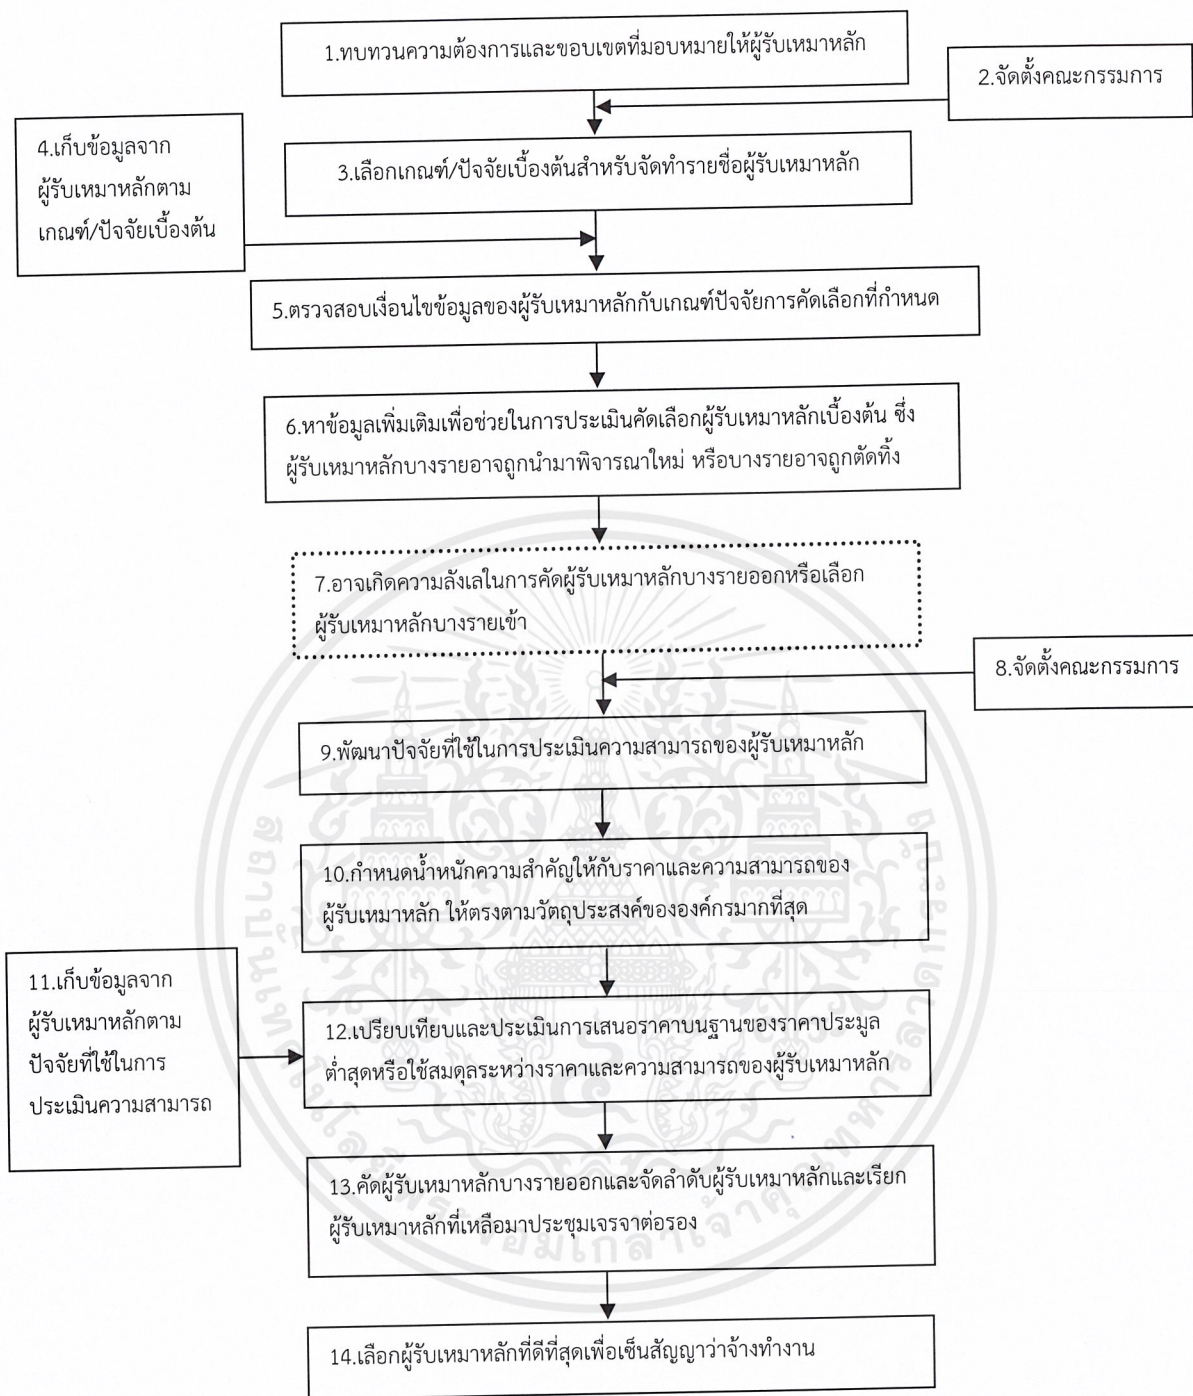 1.ทบทวนความต้องการและขอบเขตที่มอบหมายให้ผู้รับเหมาหลัก
2.จัดตั้งคณะกรรมการ
3.เลือกเกณฑ์/ปัจจัยเบื้องต้นสำหรับจัดทำรายชื่อผู้รับเหมาหลัก
4.เก็บข้อมูลจาก
ผู้รับเหมาหลักตาม
เกณฑ์/ปัจจัยเบื้องต้น
5.ตรวจสอบเงื่อนไขข้อมูลของผู้รับเหมาหลักกับเกณฑ์ปัจจัยการคัดเลือกที่กำหนด
6.หาข้อมูลเพิ่มเติมเพื่อช่วยในการประเมินคัดเลือกผู้รับเหมาหลักเบื้องต้น ซึ่ง
ผู้รับเหมาหลักบางรายอาจถูกนำมาพิจารณาใหม่ หรือบางรายอาจถูกตัดทิ้ง
7.อาจเกิดความลังเลในการคัดผู้รับเหมาหลักบางรายออกหรือเลือก
ผู้รับเหมาหลักบางรายเข้า
8.จัดตั้งคณะกรรมการ
9.พัฒนาปัจจัยที่ใช้ในการประเมินความสามารถของผู้รับเหมาหลัก
10.กำหนดน้ำหนักความสำคัญให้กับราคาและความสามารถของ
ผู้รับเหมาหลัก ให้ตรงตามวัตถุประสงค์ขององค์กรมากที่สุด
11.เก็บข้อมูลจาก
ผู้รับเหมาหลักตาม
ปัจจัยที่ใช้ในการ
ประเมินความสามารถ
12.เปรียบเทียบและประเมินการเสนอราคาบนฐานของราคาประมูล
ต่ำสุดหรือใช้สมดุลระหว่างราคาและความสามารถของผู้รับเหมาหลัก
13.คัดผู้รับเหมาหลักบางรายออกและจัดลำดับผู้รับเหมาหลักและเรียก
ผู้รับเหมาหลักที่เหลือมาประชุมเจรจาต่อรอง
14.เลือกผู้รับเหมาหลักที่ดีที่สุดเพื่อเซ็นสัญญาว่าจ้างทำงาน
สถาบันเทคโนโลยีพระจอมเกล้าเจ้าคุณทหารลาดกระบัง